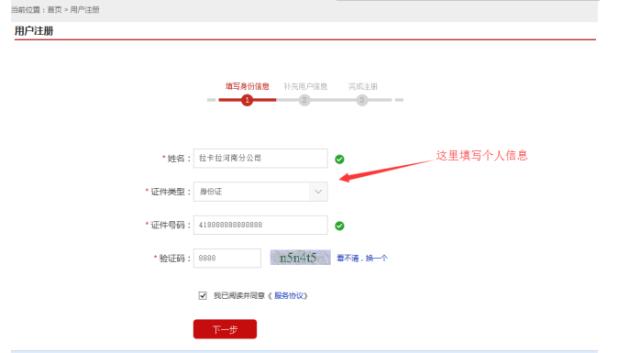 当前位置：首页 > 用户注册
用户注册
填写身份信息 补充用户信息 完成注册
1 2 3
*姓名： 拉卡拉河南分公司
这里填写个人信息
*证件类型： 身份证
*证件号码： 410000000000000
*验证码： 0000 n5n4t5 看不清，换一个
我已阅读并同意《服务协议》
下一步